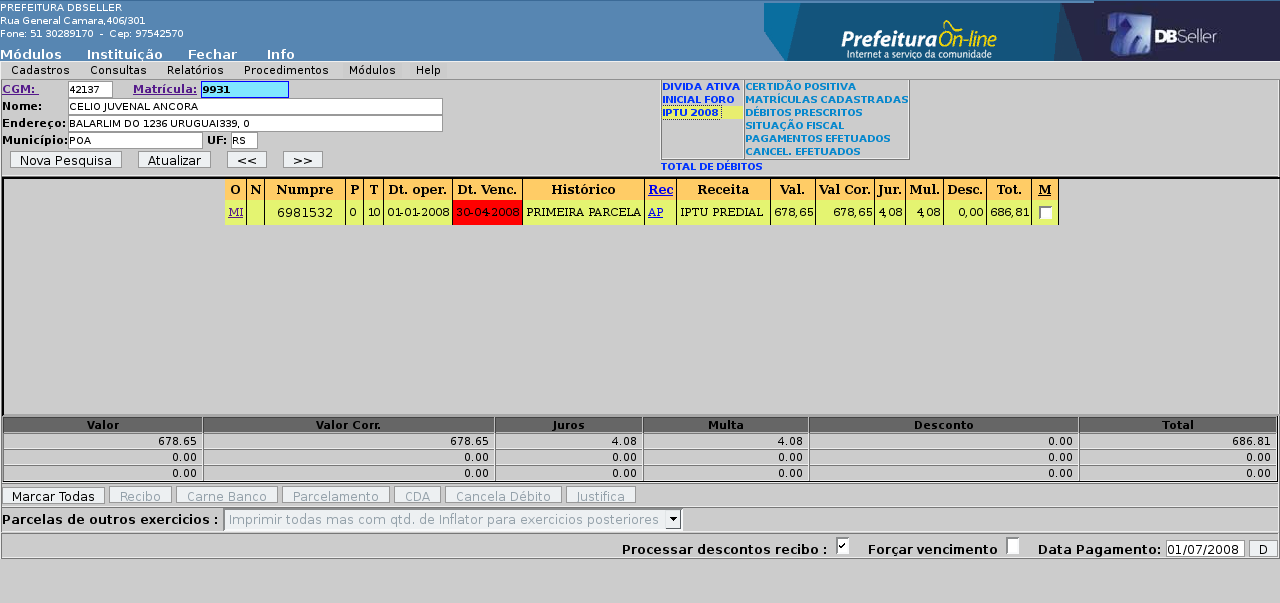 PREFEITURA DBSELLER
Rua General Camara,406/301
Fone: 51 30289170 - Cep: 97542570
Prefeitura On-line
Internet a serviço da comunidade
DBSeller
Módulos Instituição Fechar Info
Cadastros Consultas Relatórios Procedimentos Módulos Help
CGM: 42137 Matrícula: 9931
Nome: CELIO JUVENAL ANCORA
Endereço: BALARLIM DO 1236 URUGUAI339, 0
Município: POA UF: RS
Nova Pesquisa Atualizar << >>
DIVIDA ATIVA
INICIAL FORO
IPTU 2008
CERTIDÃO POSITIVA
MATRÍCULAS CADASTRADAS
DÉBITOS PRESCRITOS
SITUAÇÃO FISCAL
PAGAMENTOS EFETUADOS
CANCEL. EFETUADOS
TOTAL DE DÉBITOS
O N Numpre P T Dt. oper. Dt. Venc. Histórico Rec Receita Val. Val Cor. Jur. Mul. Desc. Tot. M
MI 6981532 0 10 01-01-2008 30-04-2008 PRIMEIRA PARCELA AP IPTU PREDIAL 678,65 678,65 4,08 4,08 0,00 686,81
Valor Valor Corr. Juros Multa Desconto Total
678.65 678.65 4.08 4.08 0.00 686.81
0.00 0.00 0.00 0.00 0.00 0.00
0.00 0.00 0.00 0.00 0.00 0.00
Marcar Todas Recibo Carne Banco Parcelamento CDA Cancela Débito Justifica
Parcelas de outros exercicios : Imprimir todas mas com qtd. de Inflator para exercicios posteriores
Processar descontos recibo : Forçar vencimento Data Pagamento: 01/07/2008 D